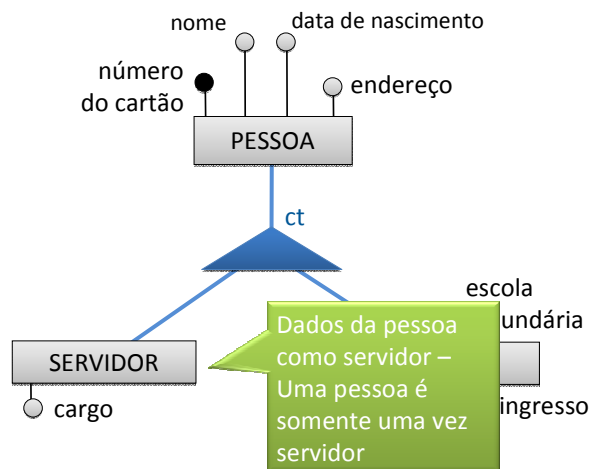 nome
data de nascimento
número
do cartão
endereço
PESSOA
ct
escola
undária
Dados da pessoa
como servidor –
Uma pessoa é
somente uma vez
servidor
SERVIDOR
cargo
ingresso